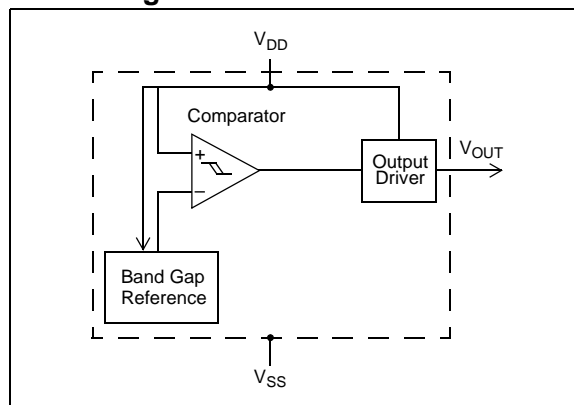 V_DD
Comparator
+
−
Output
Driver
V_OUT
Band Gap
Reference
V_SS